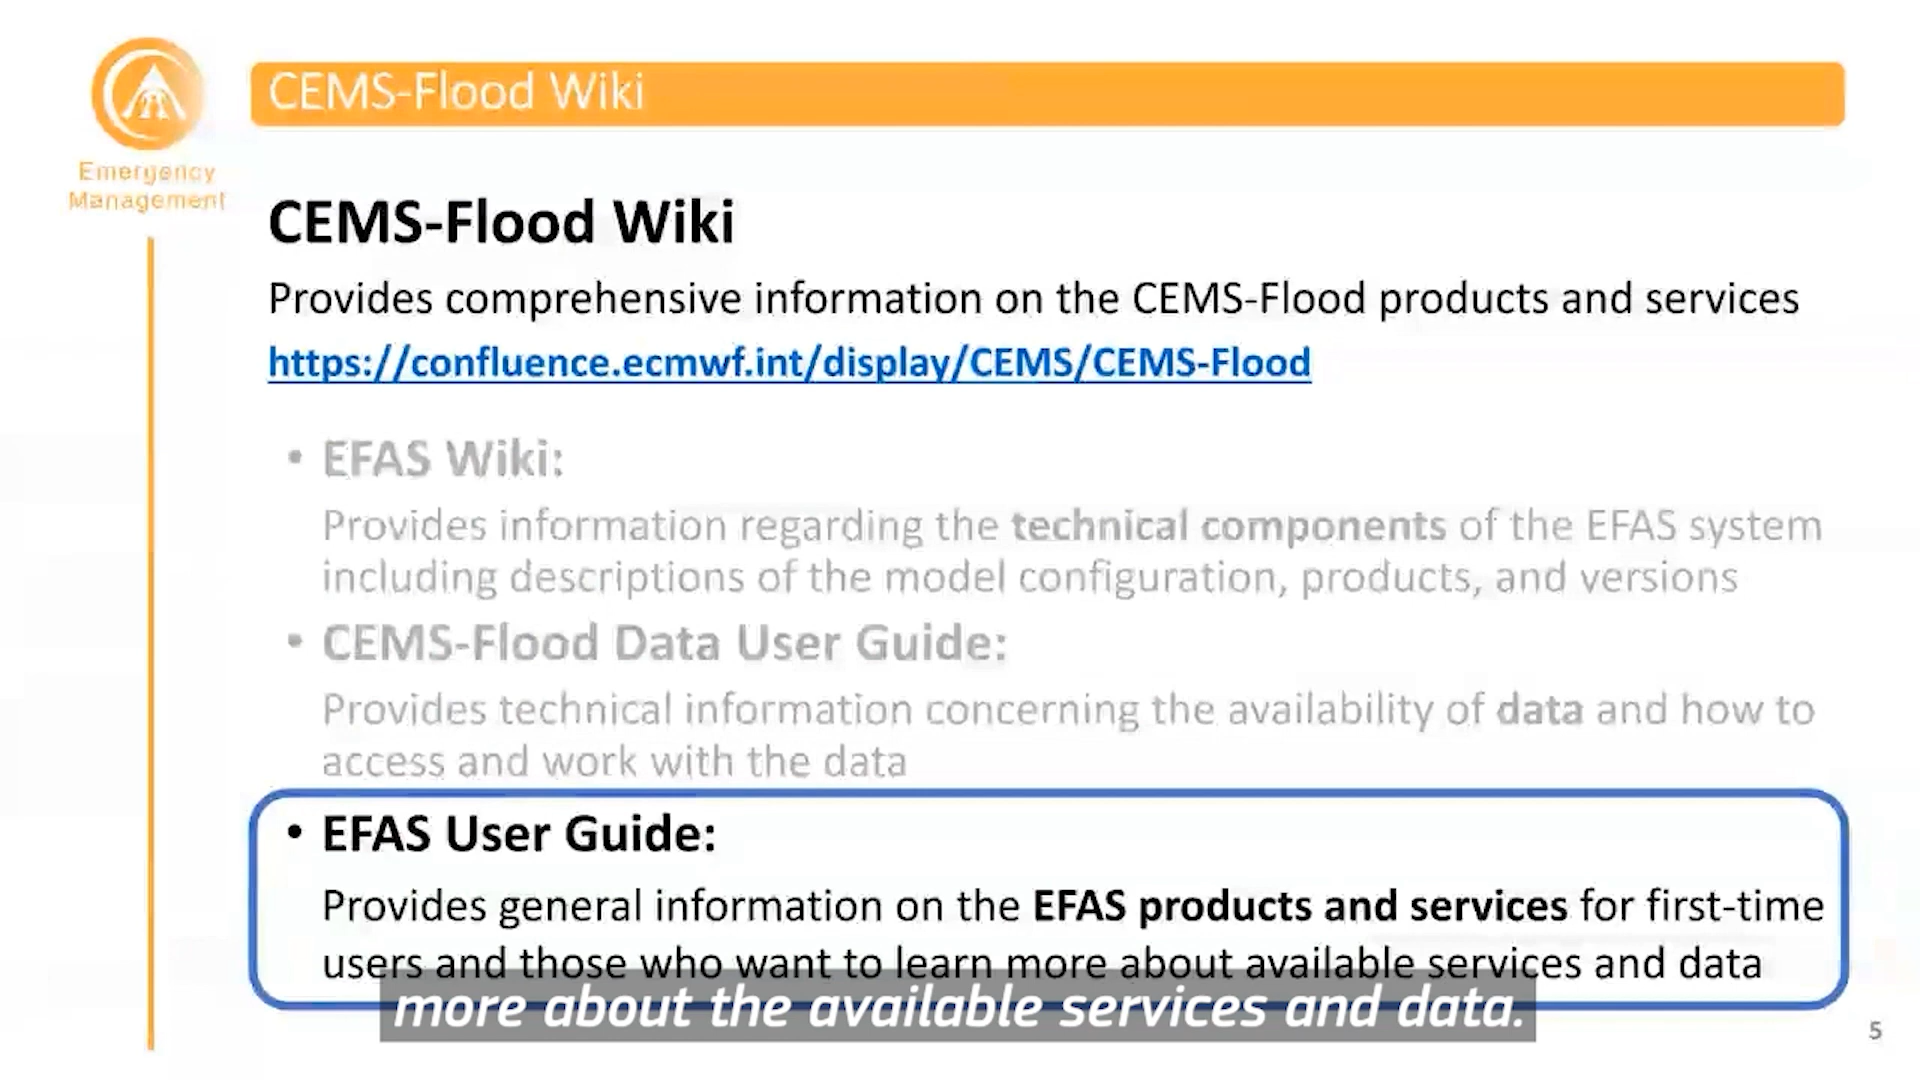 CEMS-Flood Wiki
Emergency
Management
CEMS-Flood Wiki
Provides comprehensive information on the CEMS-Flood products and services
https://confluence.ecmwf.int/display/CEMS/CEMS-Flood
• EFAS Wiki:
Provides information regarding the technical components of the EFAS system
including descriptions of the model configuration, products, and versions
• CEMS-Flood Data User Guide:
Provides technical information concerning the availability of data and how to
access and work with the data
• EFAS User Guide:
Provides general information on the EFAS products and services for first-time
users and those who want to learn more about available services and data
more about the available services and data.
5